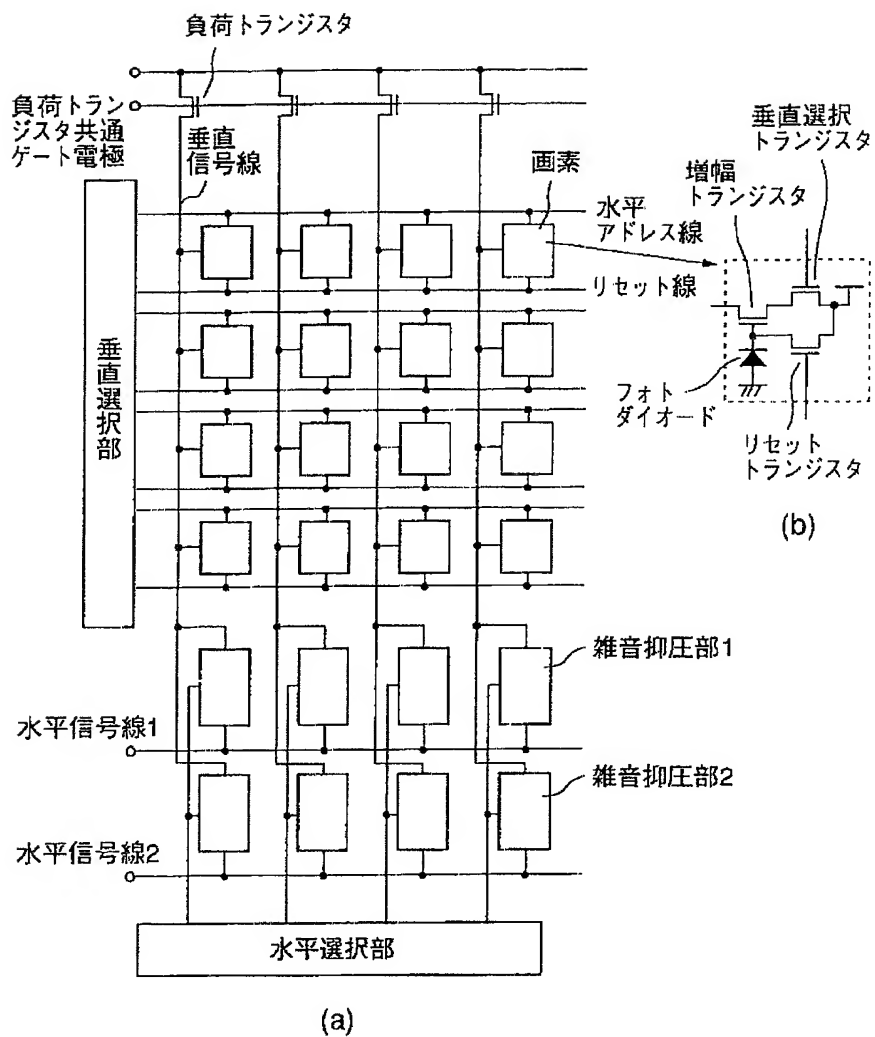 負荷トランジスタ
負荷トラン
ジスタ共通
ゲート電極
垂直
信号線
画素
水平
アドレス線
リセット線
垂直選択部
垂直選択
トランジスタ
増幅
トランジスタ
フォト
ダイオード
リセット
トランジスタ
(b)
雑音抑圧部1
水平信号線1
雑音抑圧部2
水平信号線2
水平選択部
(a)